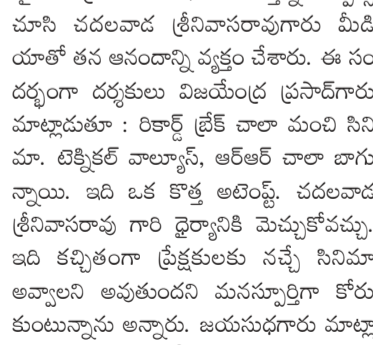 చూసి చదలవాడ శ్రీనివాసరావుగారు మీడి
యాతో తన ఆనందాన్ని వ్యక్తం చేశారు. ఈ సం
దర్భంగా దర్శకులు విజయేంద్ర ప్రసాద్‌గారు
మాట్లాడుతూ : రికార్డ్ బ్రేక్ చాలా మంచి సిని
మా. టెక్నికల్ వాల్యూస్, ఆర్ఆర్ చాలా బాగు
న్నాయి. ఇది ఒక కొత్త అటెంప్ట్. చదలవాడ
శ్రీనివాసరావు గారి ధైర్యానికి మెచ్చుకోవచ్చు.
ఇది కచ్చితంగా ప్రేక్షకులకు నచ్చే సినిమా
అవ్వాలని అవుతుందని మనస్ఫూర్తిగా కోరు
కుంటున్నాను అన్నారు. జయసుధగారు మాట్లా